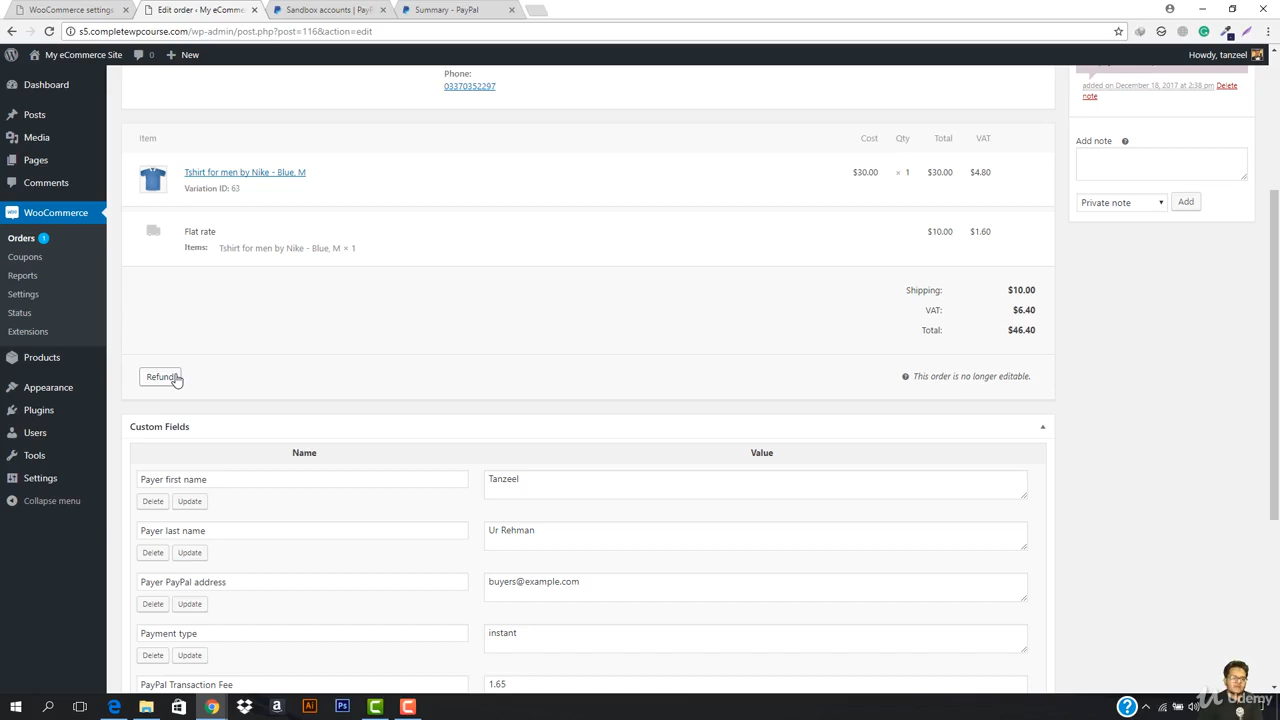 WooCommerce settings
Edit order ‹ My eComme
Sandbox accounts | PayP
Summary - PayPal
s5.completewpcourse.com/wp-admin/post.php?post=116&action=edit
My eCommerce Site
0
New
Howdy, tanzeel
Dashboard
Posts
Media
Pages
Comments
WooCommerce
Orders 1
Coupons
Reports
Settings
Status
Extensions
Products
Appearance
Plugins
Users
Tools
Settings
Collapse menu
Phone:
03370352297
Item
Cost
Qty
Total
VAT
Tshirt for men by Nike - Blue, M
$30.00
× 1
$30.00
$4.80
Variation ID: 63
Flat rate
$10.00
$1.60
Items: Tshirt for men by Nike - Blue, M × 1
Shipping: $10.00
VAT: $6.40
Total: $46.40
Refund
This order is no longer editable.
Custom Fields
Name
Value
Payer first name
Tanzeel
Delete
Update
Payer last name
Ur Rehman
Delete
Update
Payer PayPal address
buyers@example.com
Delete
Update
Payment type
instant
Delete
Update
PayPal Transaction Fee
1.65
added on December 18, 2017 at 2:38 pm Delete
note
Add note
Private note
Add
Udemy